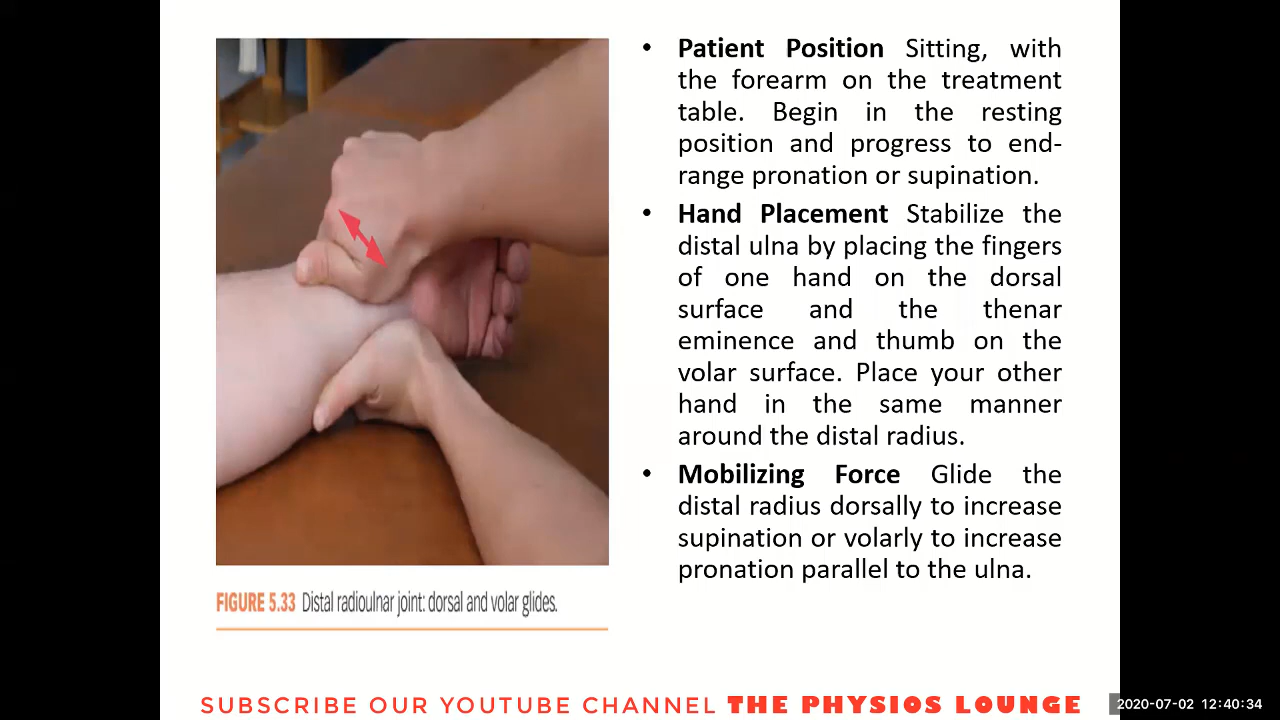 • Patient Position Sitting, with
the forearm on the treatment
table. Begin in the resting
position and progress to end-
range pronation or supination.
• Hand Placement Stabilize the
distal ulna by placing the fingers
of one hand on the dorsal
surface and the thenar
eminence and thumb on the
volar surface. Place your other
hand in the same manner
around the distal radius.
• Mobilizing Force Glide the
distal radius dorsally to increase
supination or volarly to increase
pronation parallel to the ulna.
FIGURE 5.33 Distal radioulnar joint: dorsal and volar glides.
SUBSCRIBE OUR YOUTUBE CHANNEL THE PHYSIOS LOUNGE
2020-07-02 12:40:34